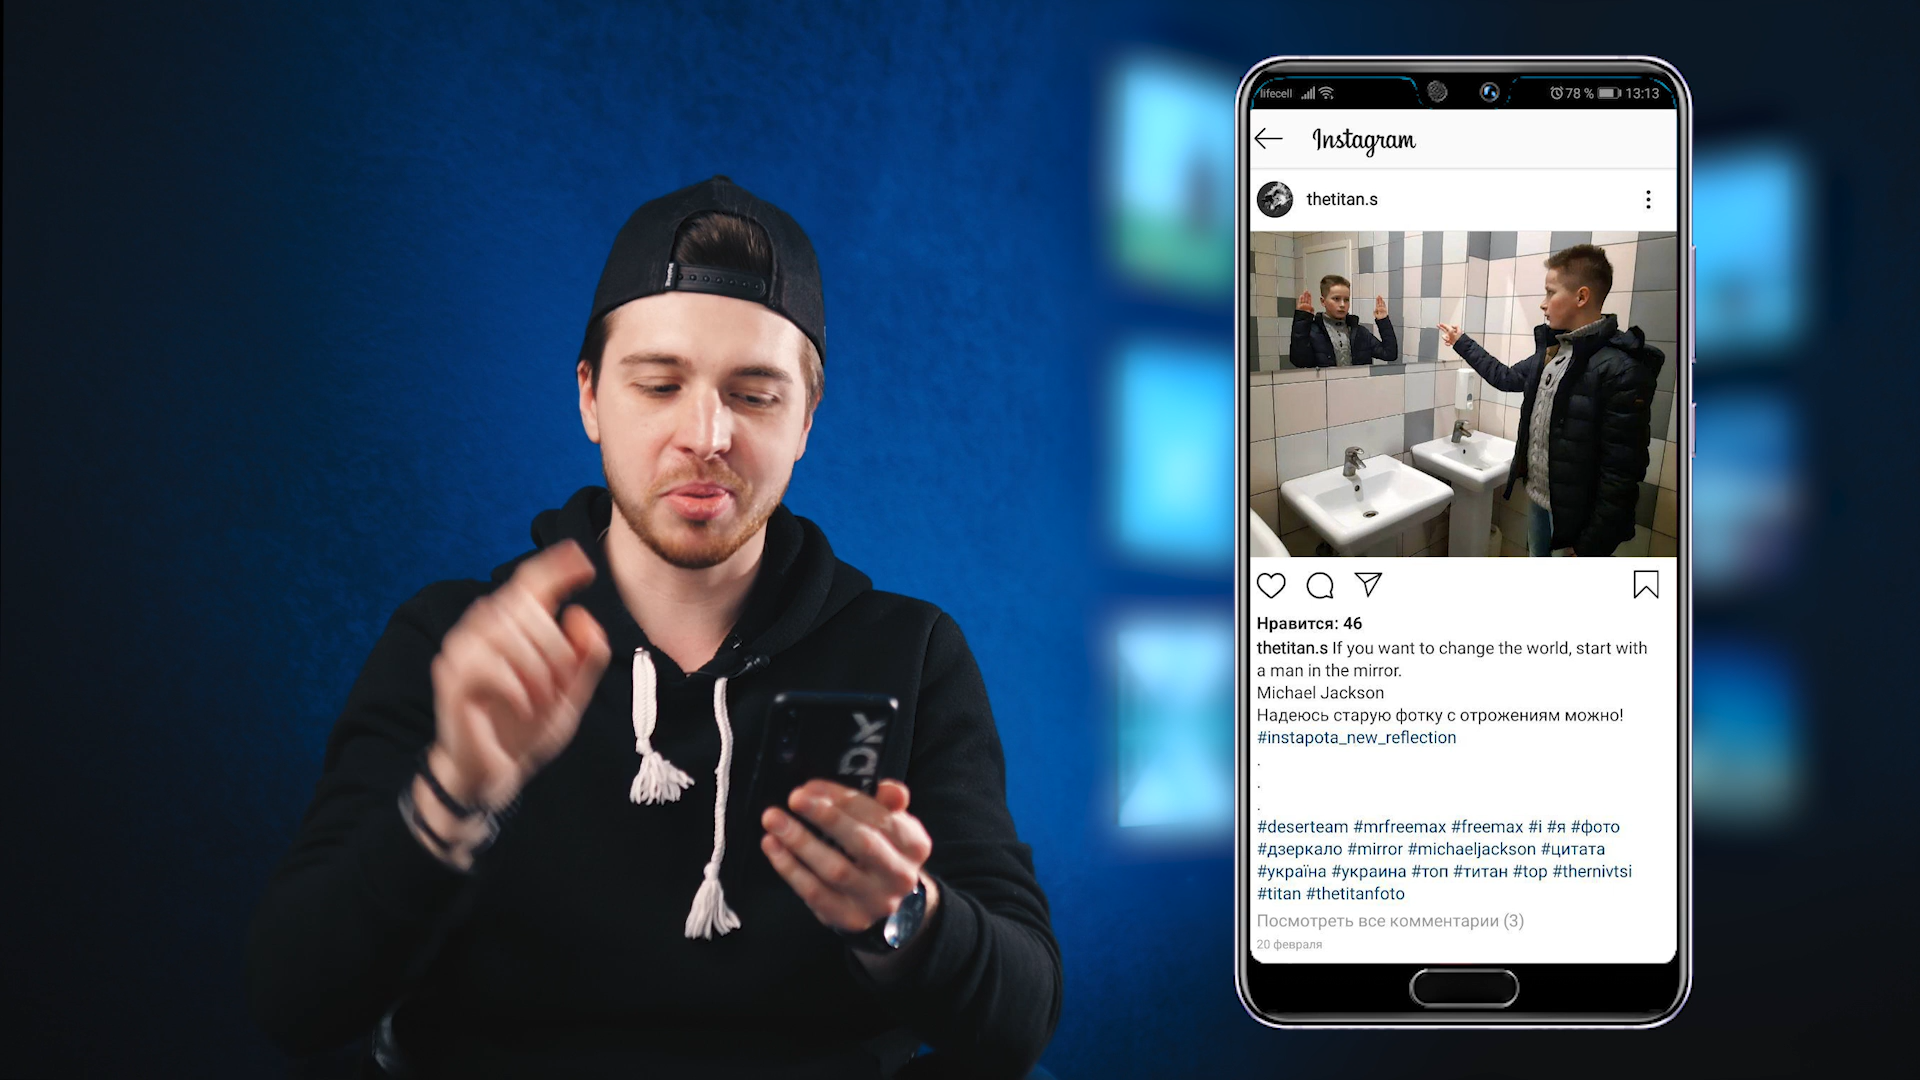 lifecell
78 %
13:13
Instagram
thetitan.s
Нравится: 46
thetitan.s If you want to change the world, start with
a man in the mirror.
Michael Jackson
Надеюсь старую фотку с отрожениям можно!
#instapota_new_reflection
.
.
.
#deserteam #mrfreemax #freemax #i #я #фото
#дзеркало #mirror #michaeljackson #цитата
#україна #украина #топ #титан #top #thernivtsi
#titan #thetitanfoto
Посмотреть все комментарии (3)
20 февраля